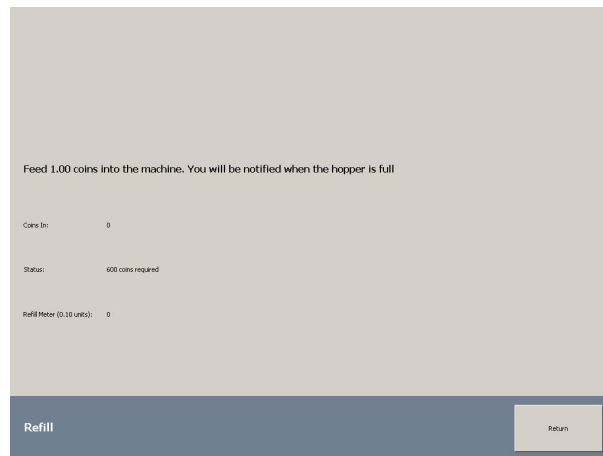 Feed 1.00 coins into the machine. You will be notified when the hopper is full
Coins In: 0
Status: 600 coins required
Refill Meter (0.10 units): 0
Refill
Return